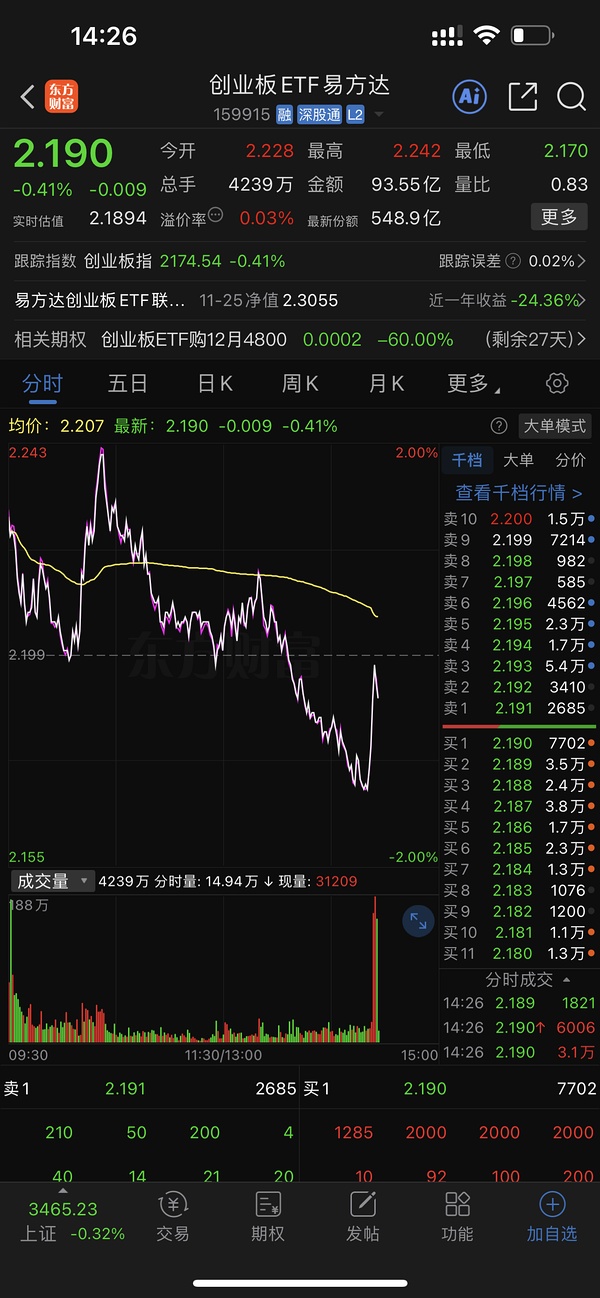 14:26
东方财富
创业板ETF易方达
Ai
159915 融 深股通 L2
2.190
-0.41% -0.009
今开 2.228 最高 2.242 最低 2.170
总手 4239万 金额 93.55亿 量比 0.83
实时估值 2.1894 溢价率 0.03% 最新份额 548.9亿 更多
跟踪指数 创业板指 2174.54 -0.41% 跟踪误差 ? 0.02%
易方达创业板ETF联... 11-25净值 2.3055 近一年收益 -24.36%
相关期权 创业板ETF购12月4800 0.0002 -60.00% (剩余27天)
分时 五日 日K 周K 月K 更多
均价: 2.207 最新: 2.190 -0.009 -0.41% ? 大单模式
2.243 2.00%
2.199
东方财富
2.155 -2.00%
千档 大单 分价
查看千档行情 >
卖10 2.200 1.5万
卖9 2.199 7214
卖8 2.198 982
卖7 2.197 585
卖6 2.196 4562
卖5 2.195 2.3万
卖4 2.194 1.7万
卖3 2.193 5.4万
卖2 2.192 3410
卖1 2.191 2685
买1 2.190 7702
买2 2.189 3.5万
买3 2.188 2.4万
买4 2.187 3.8万
买5 2.186 1.7万
买6 2.185 2.3万
买7 2.184 1.3万
买8 2.183 1076
买9 2.182 1200
买10 2.181 1.1万
买11 2.180 1.3万
成交量 4239万 分时量: 14.94万 ↓ 现量: 31209
188万
09:30 11:30/13:00 15:00
分时成交
14:26 2.189 1821
14:26 2.190↑ 6006
14:26 2.190 3.1万
卖1 2.191 2685 买1 2.190 7702
210 50 200 4 1285 2000 2000 2000
40 14 21 20 10 92 100 200
3465.23
上证 -0.32%
交易 期权 发帖 功能 加自选